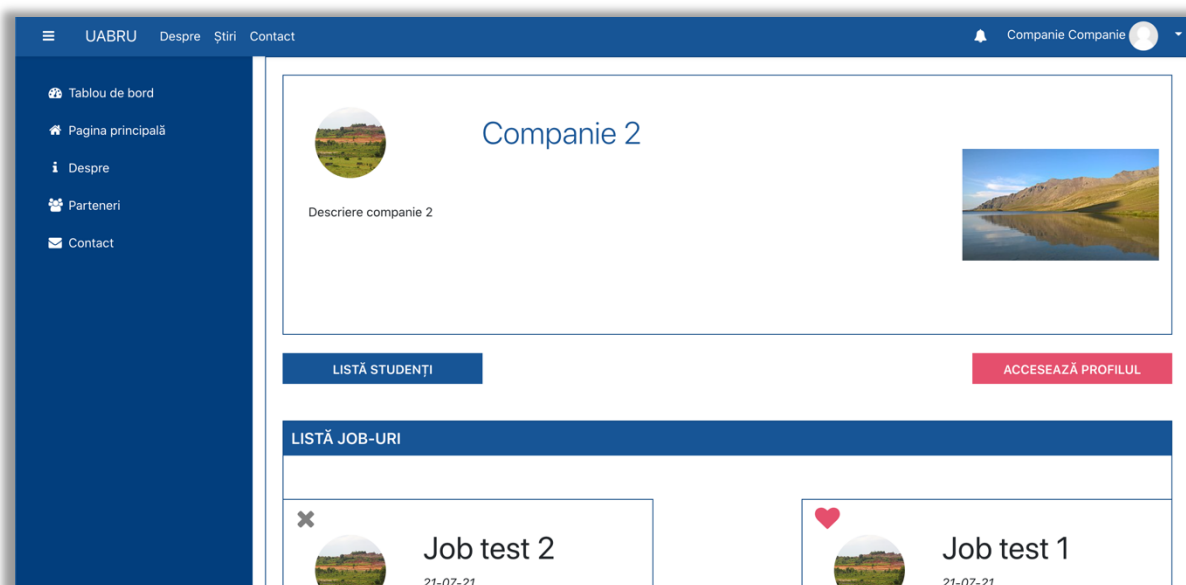 UABRU Despre Știri Contact Companie Companie
Tablou de bord
Pagina principală
Despre
Parteneri
Contact
Companie 2
Descriere companie 2
LISTĂ STUDENȚI
ACCESEAZĂ PROFILUL
LISTĂ JOB-URI
Job test 2
21-07-21
Job test 1
21-07-21